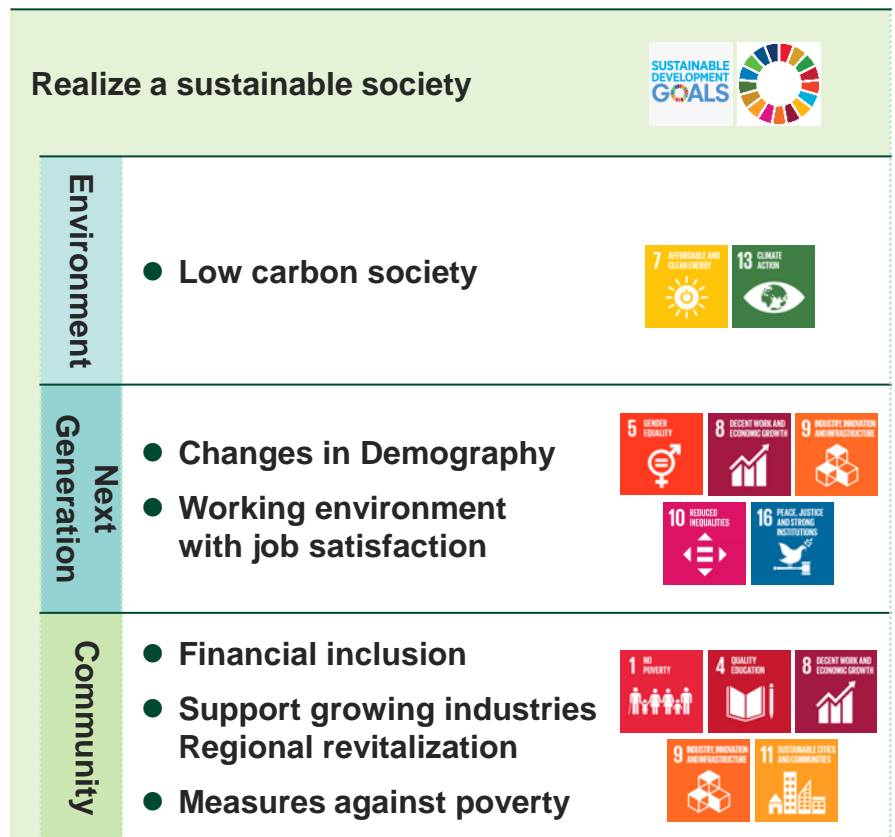 Realize a sustainable society
SUSTAINABLE
DEVELOPMENT
GOALS
Environment
Low carbon society
7 AFFORDABLE AND
CLEAN ENERGY
13 CLIMATE
ACTION
Next
Generation
Changes in Demography
Working environment
with job satisfaction
5 GENDER
EQUALITY
8 DECENT WORK AND
ECONOMIC GROWTH
9 INDUSTRY, INNOVATION
AND INFRASTRUCTURE
10 REDUCED
INEQUALITIES
16 PEACE, JUSTICE
AND STRONG
INSTITUTIONS
Community
Financial inclusion
Support growing industries
Regional revitalization
Measures against poverty
1 NO
POVERTY
4 QUALITY
EDUCATION
8 DECENT WORK AND
ECONOMIC GROWTH
9 INDUSTRY, INNOVATION
AND INFRASTRUCTURE
11 SUSTAINABLE CITIES
AND COMMUNITIES